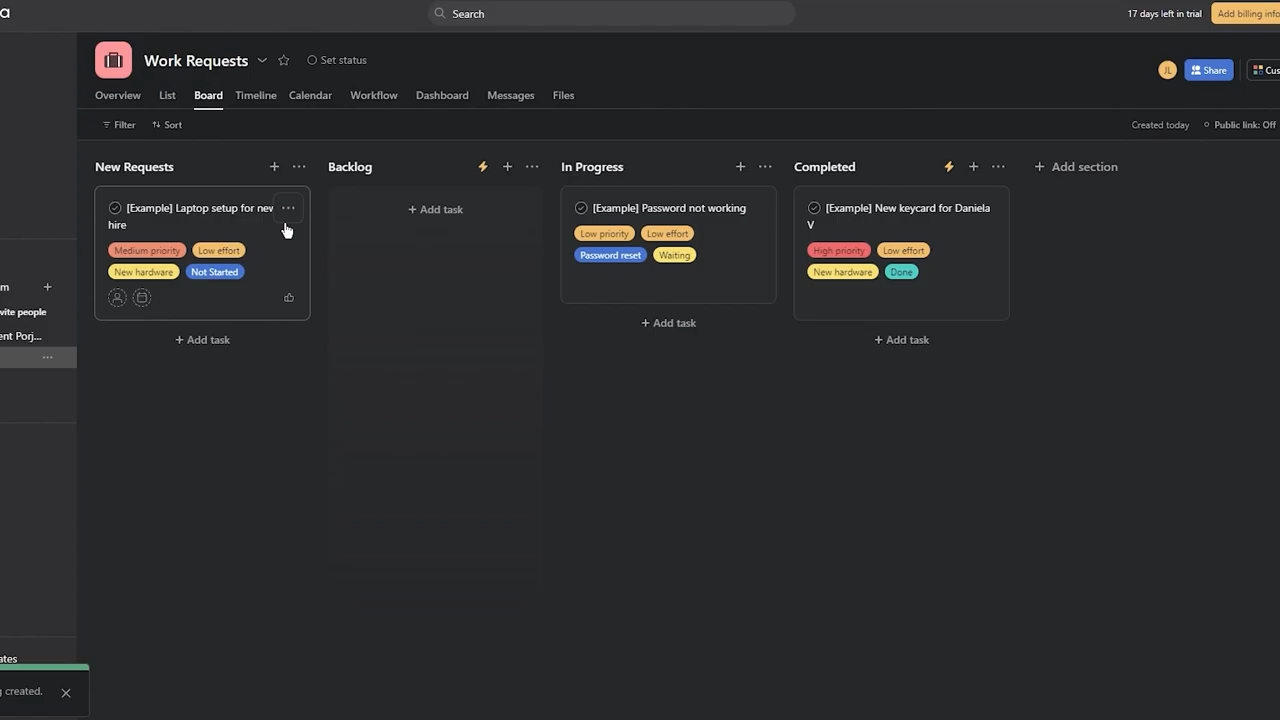 a
Search
17 days left in trial
Add billing info
Work Requests
Set status
JL
Share
Cus
Overview List Board Timeline Calendar Workflow Dashboard Messages Files
Filter Sort
Created today
Public link: Off
New Requests
[Example] Laptop setup for new
hire
Medium priority Low effort
New hardware Not Started
+ Add task
Backlog
+ Add task
In Progress
[Example] Password not working
Low priority Low effort
Password reset Waiting
+ Add task
Completed
[Example] New keycard for Daniela
V
High priority Low effort
New hardware Done
+ Add task
+ Add section
m
vite people
ent Porj...
ates
g created.